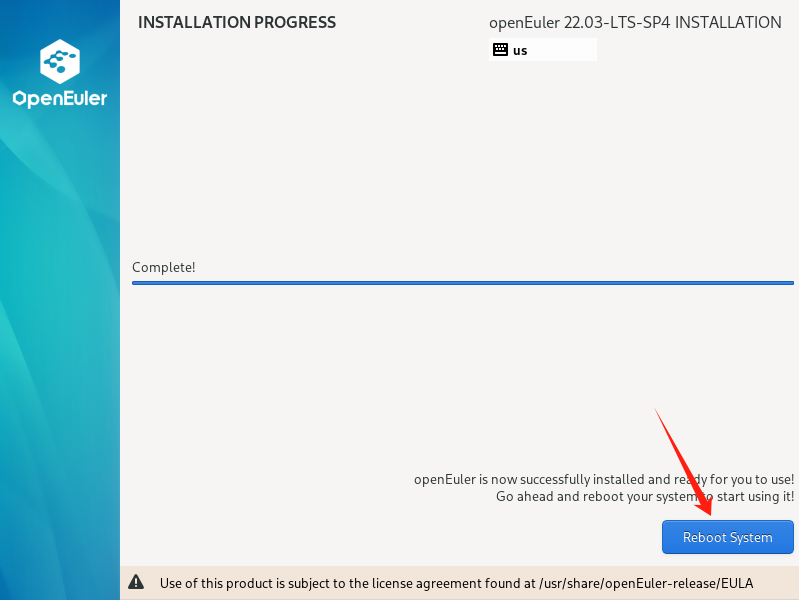 INSTALLATION PROGRESS
openEuler 22.03-LTS-SP4 INSTALLATION
us
OpenEuler
Complete!
openEuler is now successfully installed and ready for you to use!
Go ahead and reboot your system to start using it!
Reboot System
Use of this product is subject to the license agreement found at /usr/share/openEuler-release/EULA